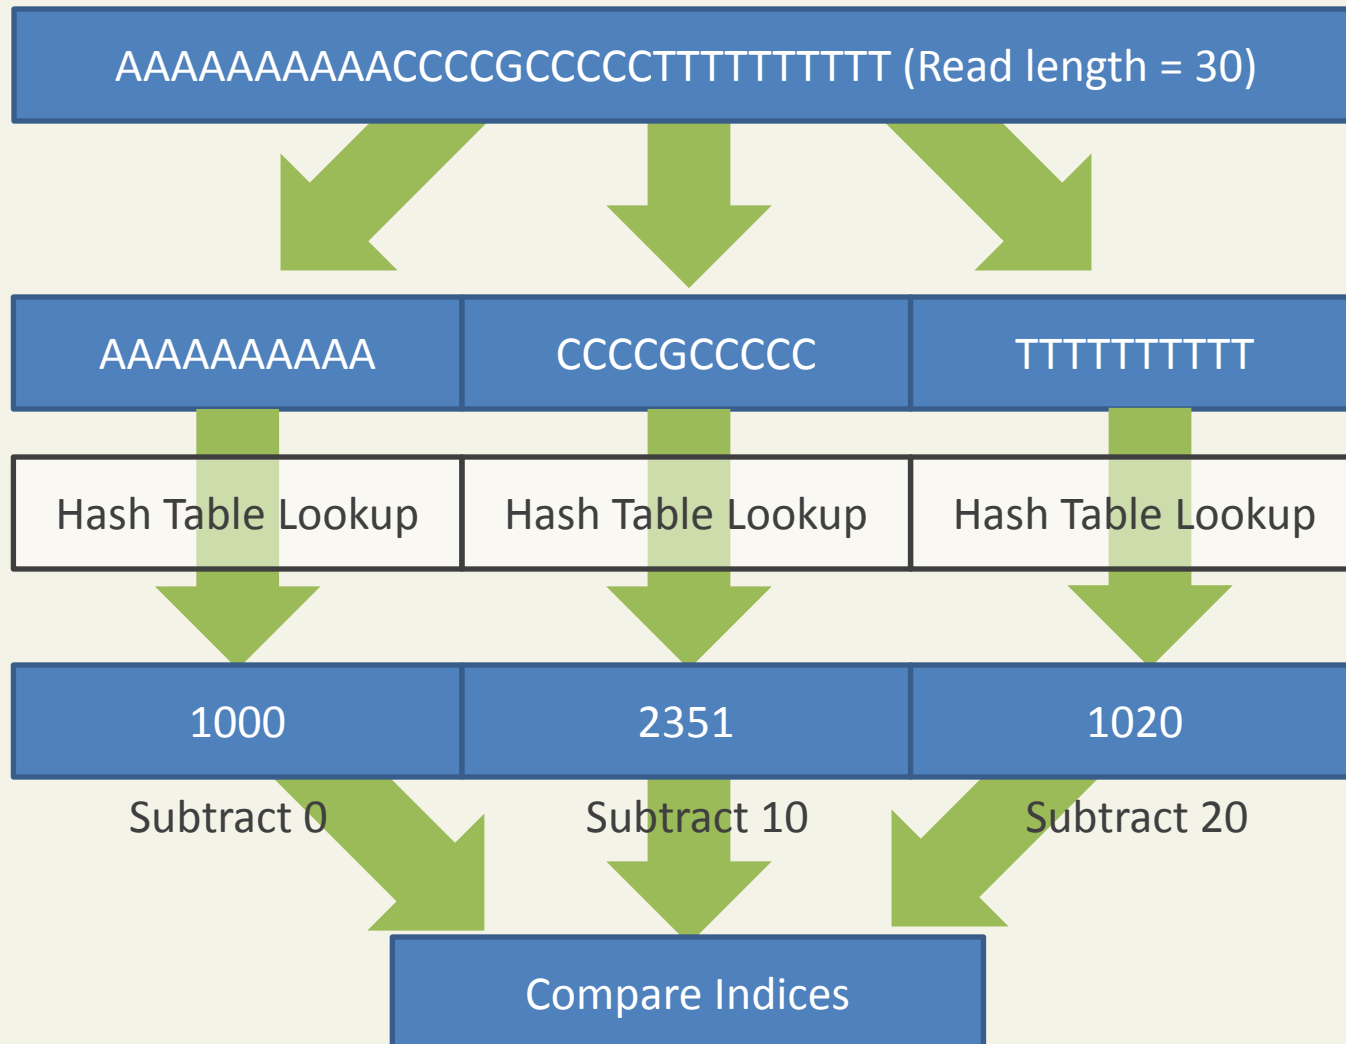 AAAAAAAAAACCCCGCCCCCTTTTTTTTTT (Read length = 30)
AAAAAAAAAA CCCCGCCCCC TTTTTTTTTT
Hash Table Lookup Hash Table Lookup Hash Table Lookup
1000 2351 1020
Subtract 0 Subtract 10 Subtract 20
Compare Indices